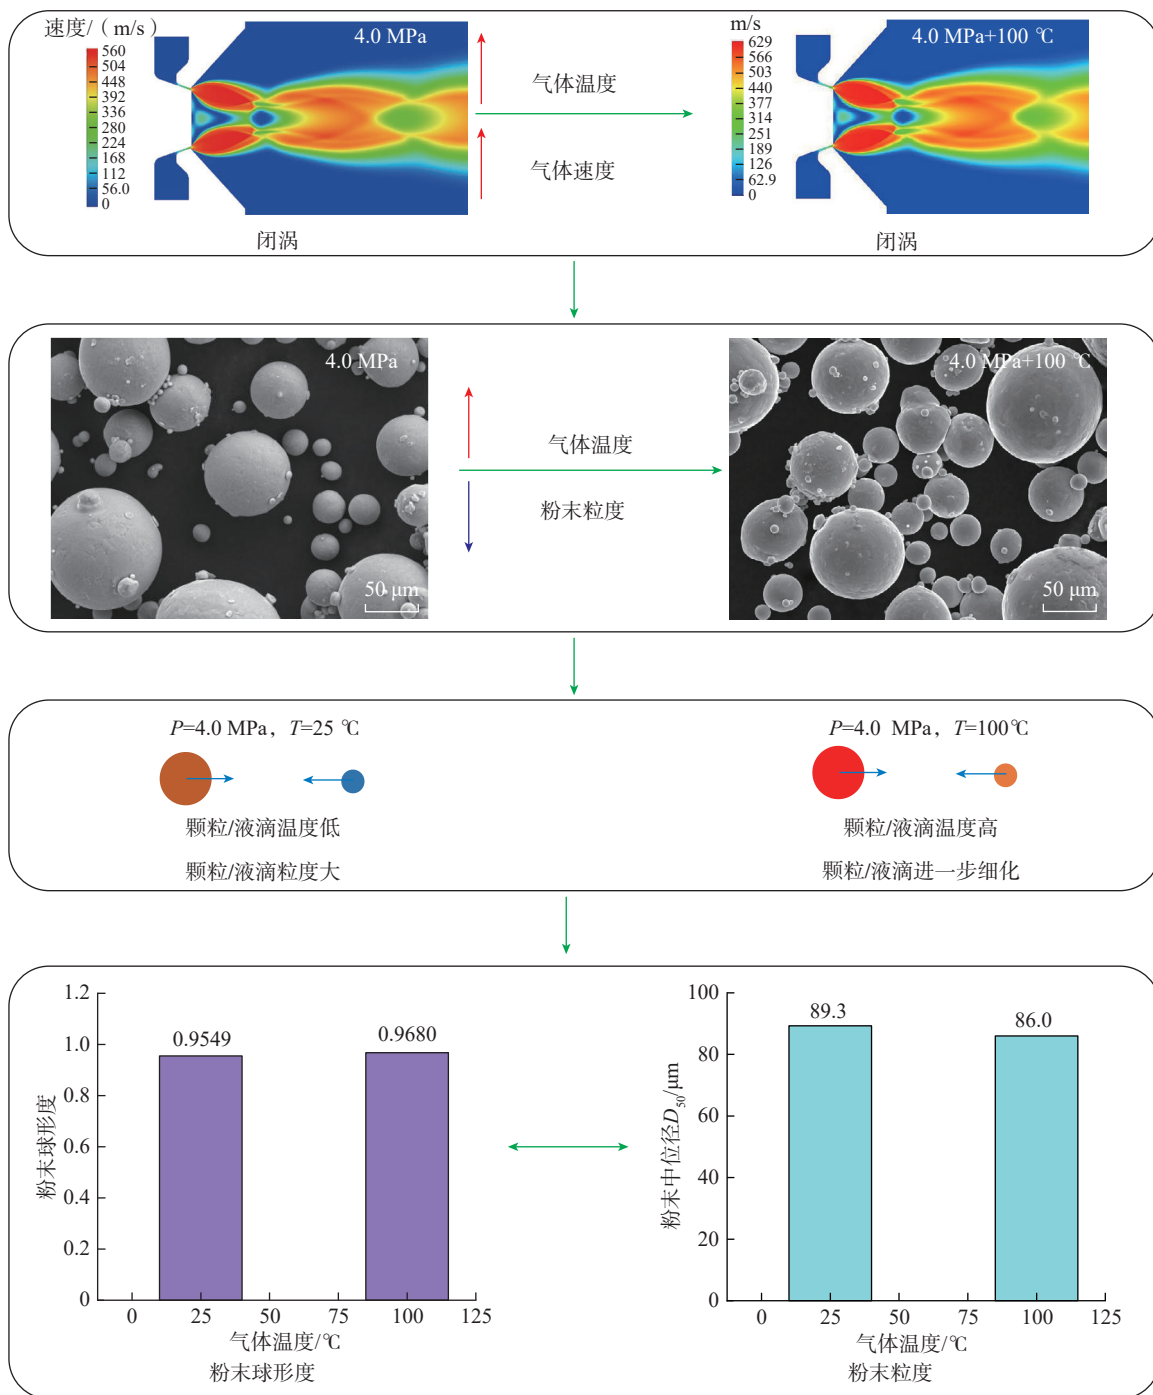 速度/（m/s）
560
504
448
392
336
280
224
168
112
56.0
0
4.0 MPa
气体温度
气体速度
m/s
629
566
503
440
377
314
251
189
126
62.9
0
4.0 MPa+100 ℃
闭涡
闭涡
4.0 MPa
50 μm
气体温度
粉末粒度
4.0 MPa+100 ℃
50 μm
P=4.0 MPa，T=25 ℃
颗粒/液滴温度低
颗粒/液滴粒度大
P=4.0 MPa，T=100℃
颗粒/液滴温度高
颗粒/液滴进一步细化
粉末球形度
1.2
1.0
0.8
0.6
0.4
0.2
0
0.9549
0.9680
0 25 50 75 100 125
气体温度/℃
粉末球形度
粉末中位径D50/μm
100
80
60
40
20
0
89.3
86.0
0 25 50 75 100 125
气体温度/℃
粉末粒度